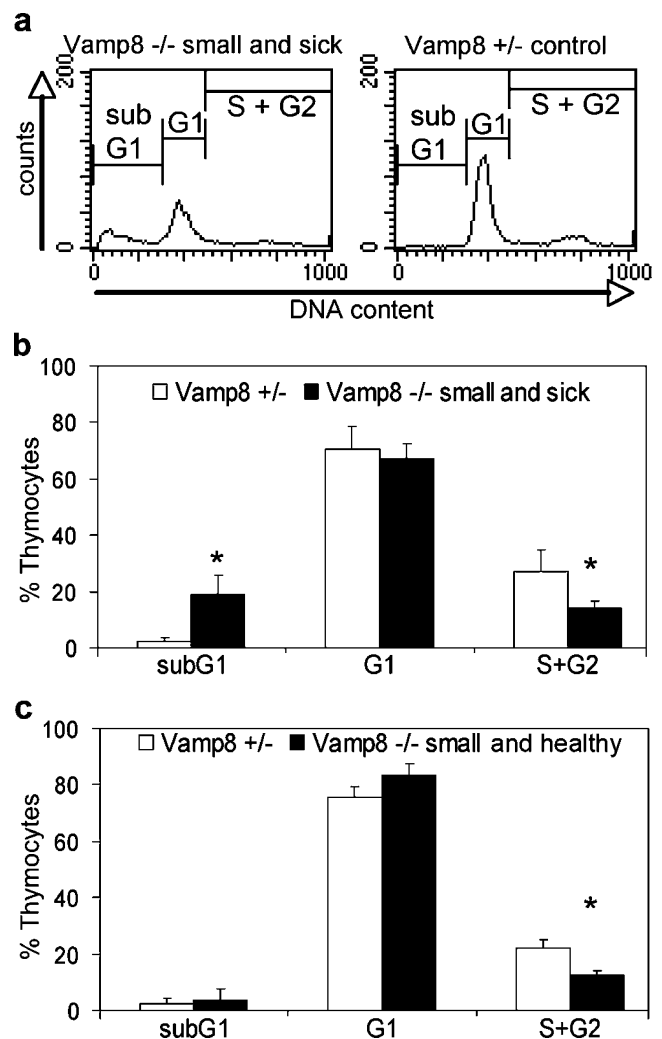 a
Vamp8 -/- small and sick
Vamp8 +/- control
counts
200
0
sub G1
G1
S + G2
0
1000
200
0
sub G1
G1
S + G2
0
1000
DNA content
b
% Thymocytes
100
80
60
40
20
0
Vamp8 +/-
Vamp8 -/- small and sick
*
*
subG1
G1
S+G2
c
% Thymocytes
100
80
60
40
20
0
Vamp8 +/-
Vamp8 -/- small and healthy
*
subG1
G1
S+G2